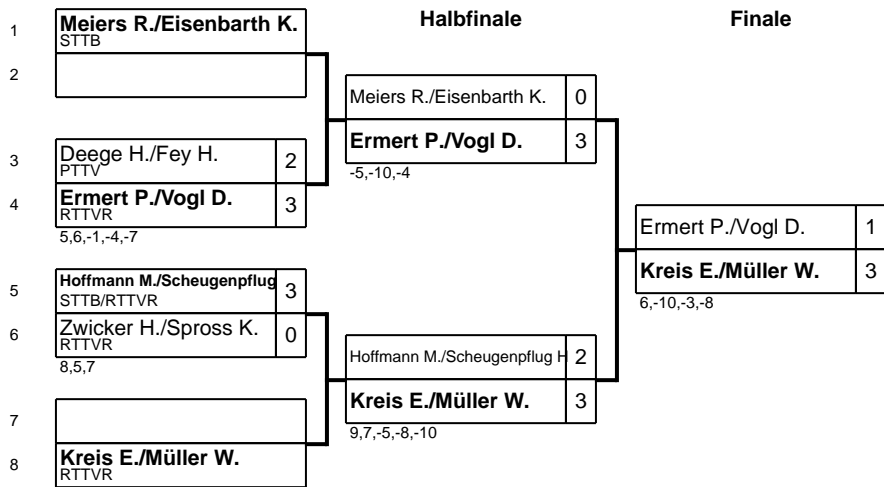 Halbfinale
Finale
1
Meiers R./Eisenbarth K.
STTB
2
3
Deege H./Fey H.
2
PTTV
4
Ermert P./Vogl D.
3
RTTVR
5,6,-1,-4,-7
5
Hoffmann M./Scheugenpflug
3
STTB/RTTVR
6
Zwicker H./Spross K.
0
RTTVR
8,5,7
7
8
Kreis E./Müller W.
RTTVR
Meiers R./Eisenbarth K.
0
Ermert P./Vogl D.
3
-5,-10,-4
Hoffmann M./Scheugenpflug H
2
Kreis E./Müller W.
3
9,7,-5,-8,-10
Ermert P./Vogl D.
1
Kreis E./Müller W.
3
6,-10,-3,-8